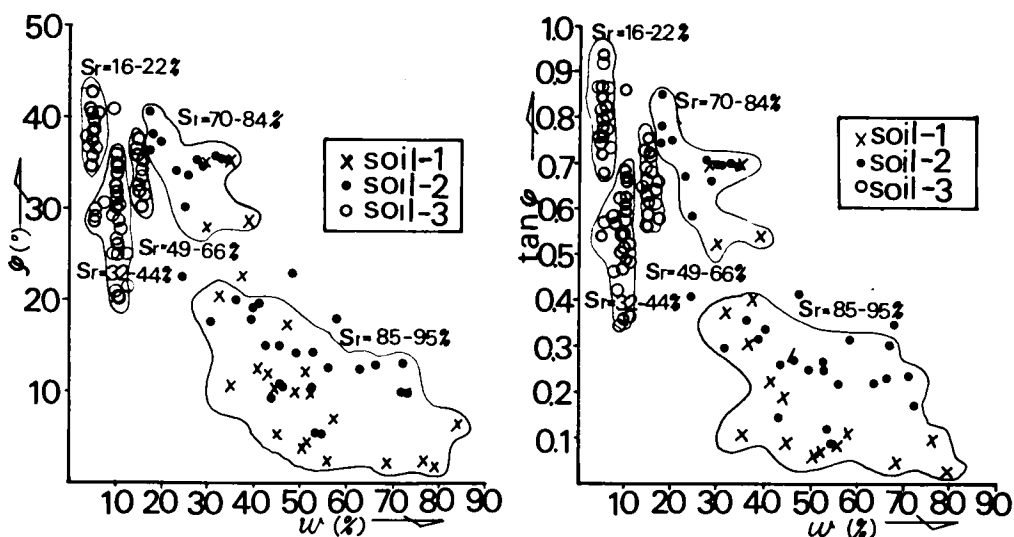 50
40
30
20
10
φ(°)
Sr=16-22%
Sr=70-84%
Sr=49-66%
Sr=32-44%
Sr=85-95%
x soil-1
• soil-2
o soil-3
10 20 30 40 50 60 70 80 90
w (%)
1.0
0.9
0.8
0.7
0.6
0.5
0.4
0.3
0.2
0.1
tanφ
Sr=16-22%
Sr=70-84%
Sr=49-66%
Sr=32-44%
Sr=85-95%
x soil-1
• soil-2
o soil-3
10 20 30 40 50 60 70 80 90
w (%)